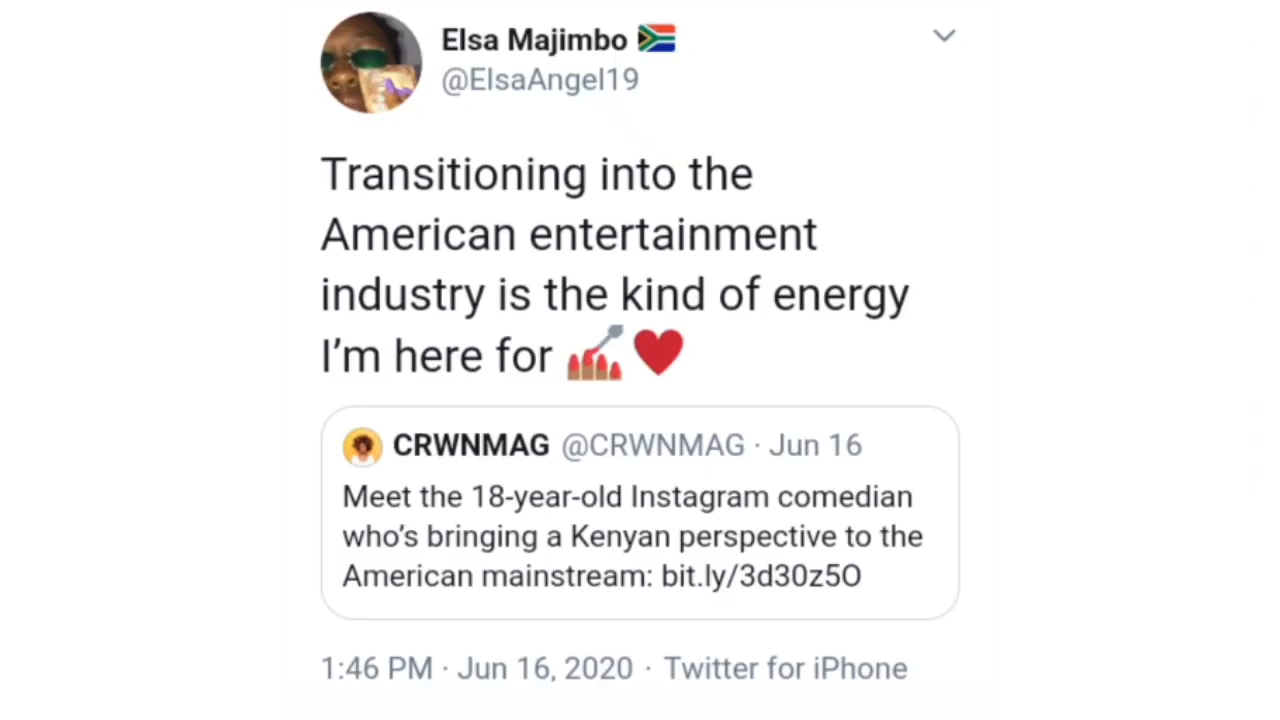 Elsa Majimbo 🇿🇦
@ElsaAngel19
Transitioning into the
American entertainment
industry is the kind of energy
I’m here for 💅🏾❤️
CRWNMAG @CRWNMAG · Jun 16
Meet the 18-year-old Instagram comedian
who’s bringing a Kenyan perspective to the
American mainstream: bit.ly/3d30z5O
1:46 PM · Jun 16, 2020 · Twitter for iPhone